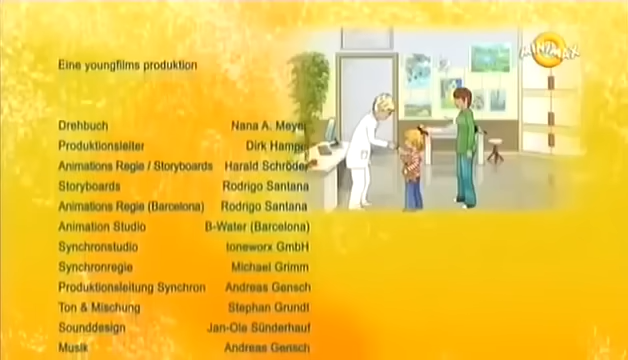 MINIMAX
Eine youngfilms produktion
Drehbuch Nana A. Meyer
Produktionsleiter Dirk Hampel
Animations Regie / Storyboards Harald Schröder
Storyboards Rodrigo Santana
Animations Regie (Barcelona) Rodrigo Santana
Animation Studio B-Water (Barcelona)
Synchronstudio toneworx GmbH
Synchronregie Michael Grimm
Produktionsleitung Synchron Andreas Gensch
Ton & Mischung Stephan Grundt
Sounddesign Jan-Ole Sünderhauf
Musik Andreas Gensch